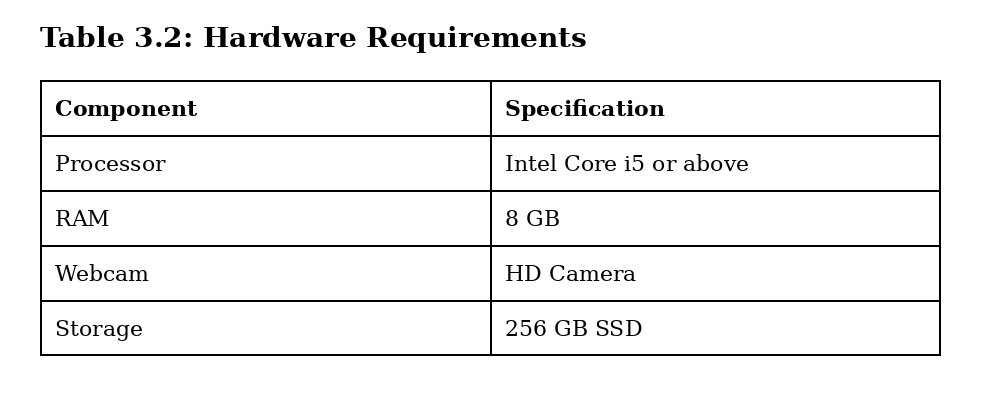 Table 3.2: Hardware Requirements
Component Specification
Processor Intel Core i5 or above
RAM 8 GB
Webcam HD Camera
Storage 256 GB SSD